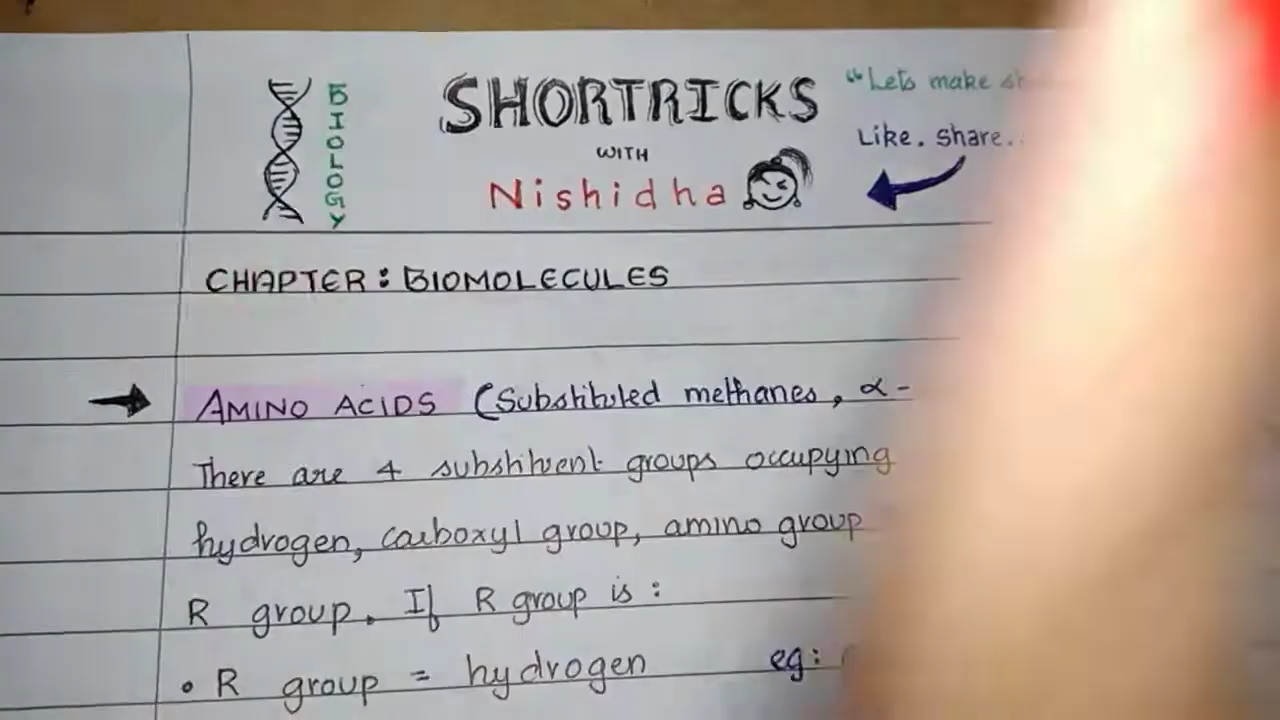 BIOLOGY
SHORTRICKS
WITH
Nishidha
"Lets make
Like. share..
CHAPTER: BIOMOLECULES
AMINO ACIDS (Substituted methanes, α-
There are 4 substituent groups occupying
hydrogen, carboxyl group, amino group
R group. If R group is:
• R group = hydrogen eg: